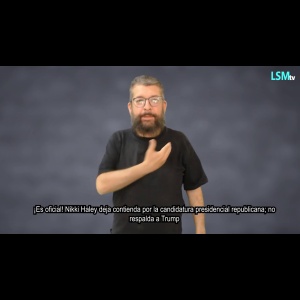 LSMtv
¡Es oficial! Nikki Haley deja contienda por la candidatura presidencial republicana; no
respalda a Trump